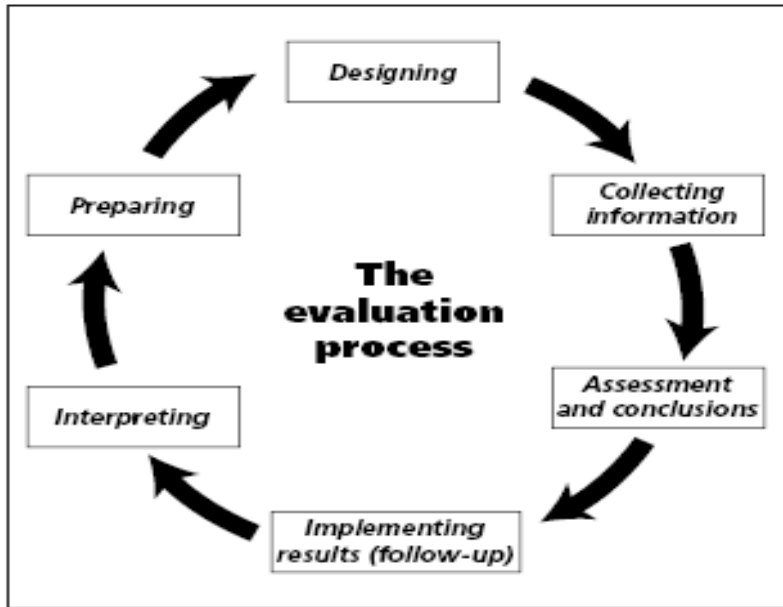 Designing
Collecting
information
Assessment
and conclusions
Implementing
results (follow-up)
Interpreting
Preparing
The
evaluation
process